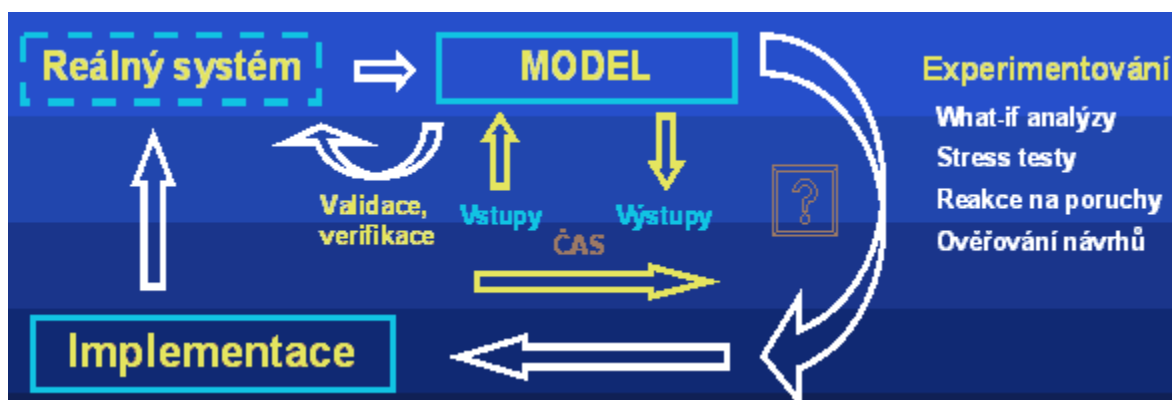 Reálný systém
MODEL
Experimentování
What-if analýzy
Stress testy
Reakce na poruchy
Ověřování návrhů
Validace,
verifikace
Vstupy
Výstupy
?
ČAS
Implementace